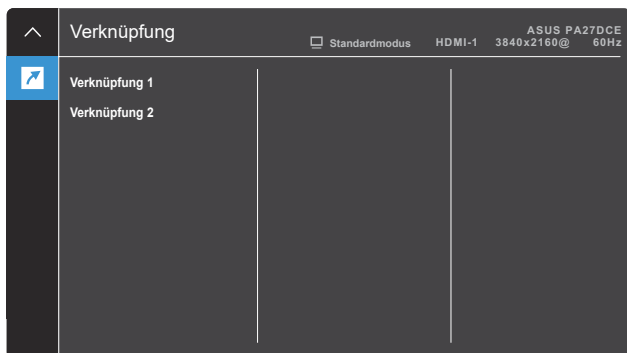 Verknüpfung
Standardmodus
HDMI-1
ASUS PA27DCE
3840x2160@ 60Hz
Verknüpfung 1
Verknüpfung 2